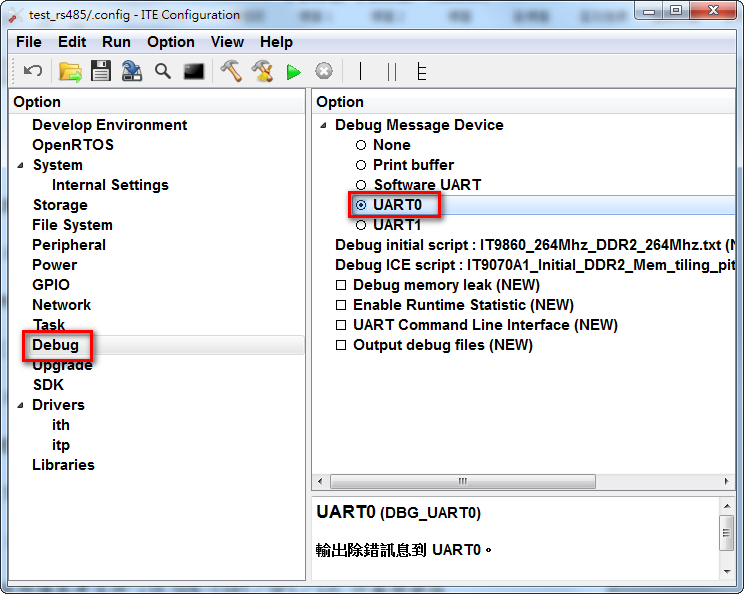 test_rs485/.config - ITE Configuration
File Edit Run Option View Help
Option
Develop Environment
OpenRTOS
System
Internal Settings
Storage
File System
Peripheral
Power
GPIO
Network
Task
Debug
Upgrade
SDK
Drivers
ith
itp
Libraries
Option
Debug Message Device
None
Print buffer
Software UART
UART0
UART1
Debug initial script : IT9860_264Mhz_DDR2_264Mhz.txt (N
Debug ICE script : IT9070A1_Initial_DDR2_Mem_tiling_pit
Debug memory leak (NEW)
Enable Runtime Statistic (NEW)
UART Command Line Interface (NEW)
Output debug files (NEW)
UART0 (DBG_UART0)
輸出除錯訊息到 UART0。